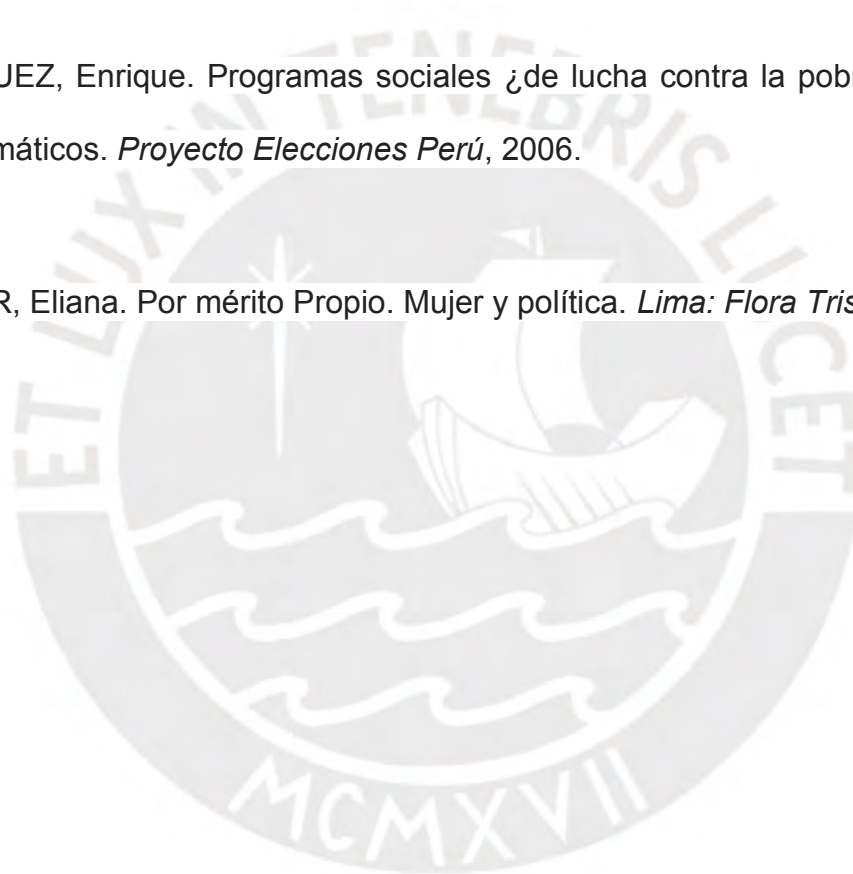 UEZ, Enrique. Programas sociales ¿de lucha contra la pob
máticos. Proyecto Elecciones Perú, 2006.
R, Eliana. Por mérito Propio. Mujer y política. Lima: Flora Tris
ET LUX IN TENEBRIS LUCET
MCMXVII